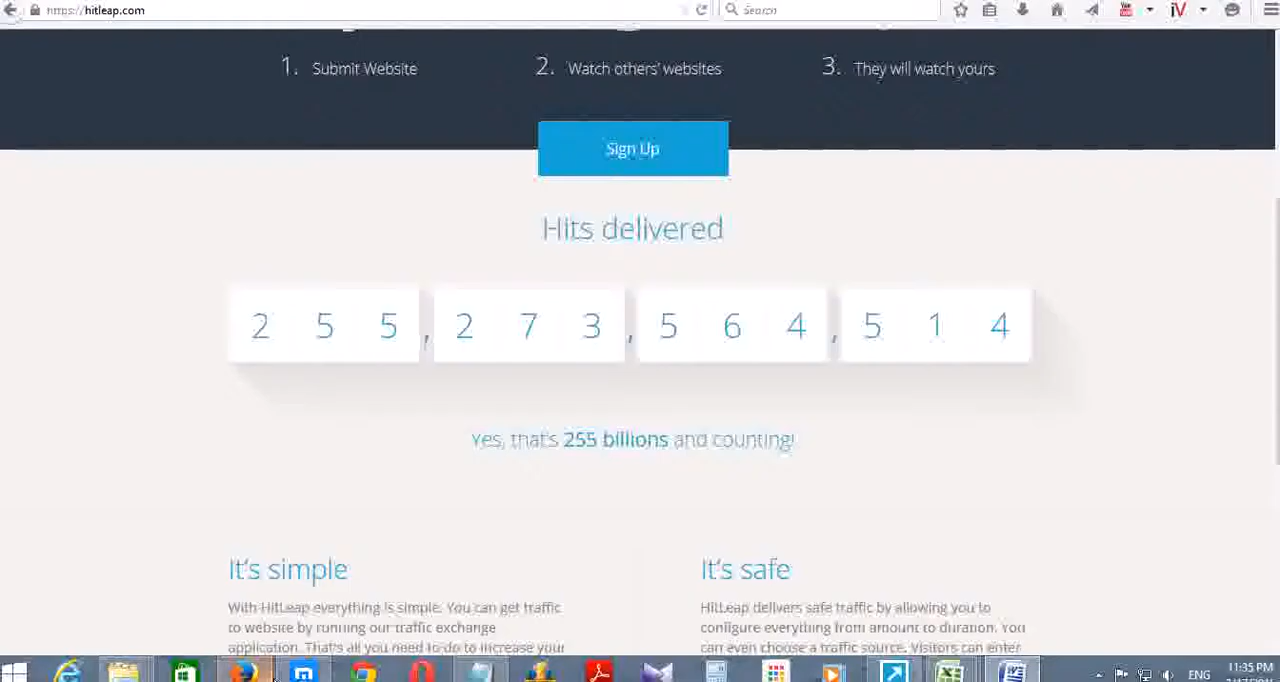 https://hitleap.com
Search
1. Submit Website
2. Watch others' websites
3. They will watch yours
Sign Up
Hits delivered
255,273,564,514
Yes, that's 255 billions and counting!
It's simple
With HitLeap everything is simple. You can get traffic
to website by running our traffic exchange
application. That's all you need to do to increase your
It's safe
HitLeap delivers safe traffic by allowing you to
configure everything from amount to duration. You
can even choose a traffic source. Visitors can enter
ENG
11:35 PM